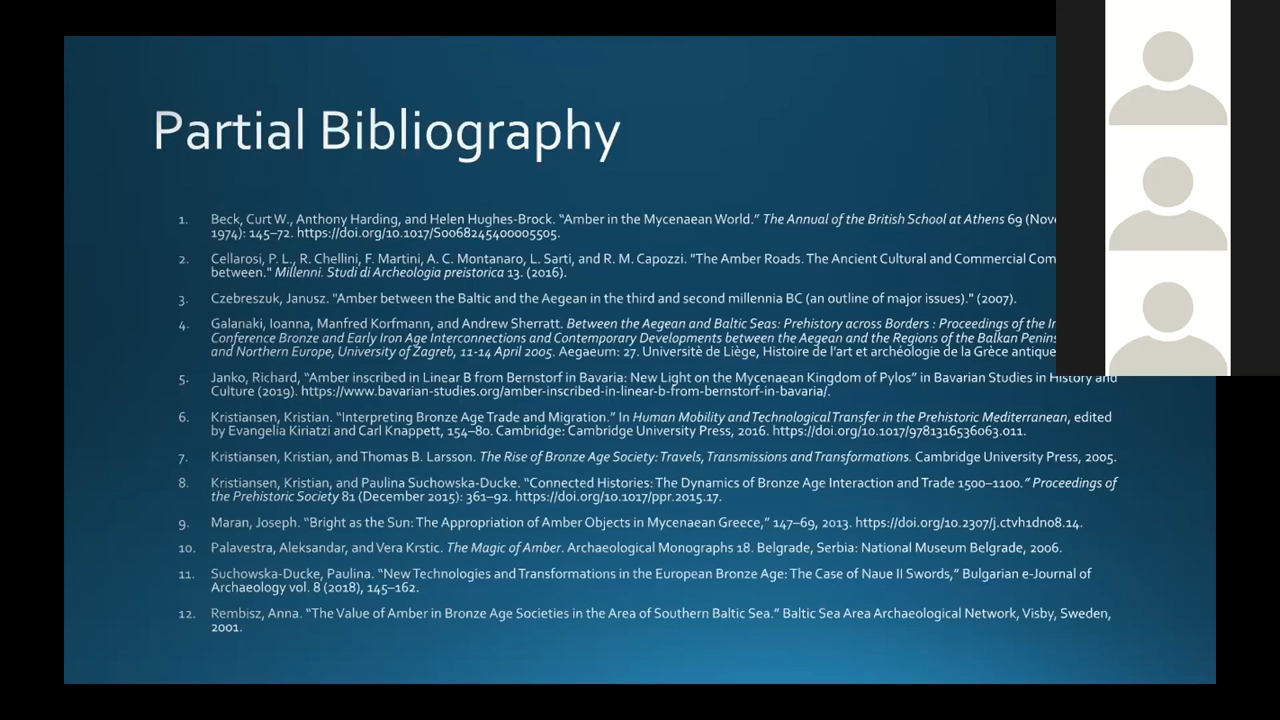 Partial Bibliography
1. Beck, Curt W., Anthony Harding, and Helen Hughes-Brock. “Amber in the Mycenaean World.” The Annual of the British School at Athens 69
1974): 145–72. https://doi.org/10.1017/S0068245400005505.
2. Cellarosi, P. L., R. Chellini, F. Martini, A. C. Montanaro, L. Sarti, and R. M. Capozzi. "The Amber Roads. The Ancient Cultural and Commercial
between." Millenni. Studi di Archeologia preistorica 13. (2016).
3. Czebreszuk, Janusz. "Amber between the Baltic and the Aegean in the third and second millennia BC (an outline of major issues)." (2007).
4. Galanaki, Ioanna, Manfred Korfmann, and Andrew Sherratt. Between the Aegean and Baltic Seas: Prehistory across Borders : Proceedings of the
Conference Bronze and Early Iron Age Interconnections and Contemporary Developments between the Aegean and the Regions of the Balkan
and Northern Europe, University of Zagreb, 11-14 April 2005. Aegaeum: 27. Universitè de Liège, Histoire de l’art et archéologie de la Grèce antique
5. Janko, Richard, “Amber inscribed in Linear B from Bernstorf in Bavaria: New Light on the Mycenaean Kingdom of Pylos” in Bavarian Studies in History and
Culture (2019). https://www.bavarian-studies.org/amber-inscribed-in-linear-b-from-bernstorf-in-bavaria/.
6. Kristiansen, Kristian. “Interpreting Bronze Age Trade and Migration.” In Human Mobility and Technological Transfer in the Prehistoric Mediterranean, edited
by Evangelia Kiriatzi and Carl Knappett, 154–80. Cambridge: Cambridge University Press, 2016. https://doi.org/10.1017/9781316536063.011.
7. Kristiansen, Kristian, and Thomas B. Larsson. The Rise of Bronze Age Society: Travels, Transmissions and Transformations. Cambridge University Press, 2005.
8. Kristiansen, Kristian, and Paulina Suchowska-Ducke. “Connected Histories: The Dynamics of Bronze Age Interaction and Trade 1500–1100.” Proceedings of
the Prehistoric Society 81 (December 2015): 361–92. https://doi.org/10.1017/ppr.2015.17.
9. Maran, Joseph. “Bright as the Sun: The Appropriation of Amber Objects in Mycenaean Greece,” 147–69, 2013. https://doi.org/10.2307/j.ctvh1dn08.14.
10. Palavestra, Aleksandar, and Vera Krstic. The Magic of Amber. Archaeological Monographs 18. Belgrade, Serbia: National Museum Belgrade, 2006.
11. Suchowska-Ducke, Paulina. “New Technologies and Transformations in the European Bronze Age: The Case of Naue II Swords,” Bulgarian e-Journal of
Archaeology vol. 8 (2018), 145–162.
12. Rembisz, Anna. “The Value of Amber in Bronze Age Societies in the Area of Southern Baltic Sea.” Baltic Sea Area Archaeological Network, Visby, Sweden,
2001.